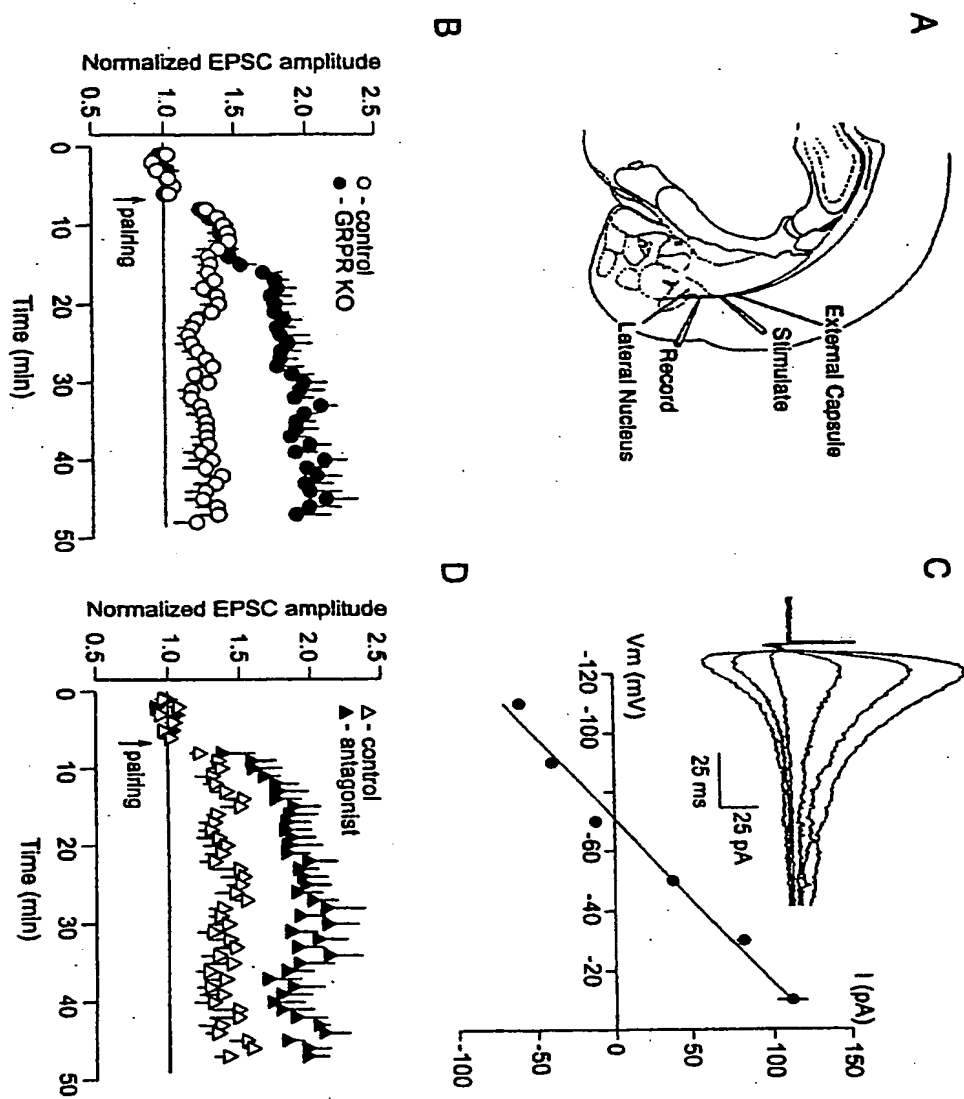 A
External Capsule
Stimulate
Record
Lateral Nucleus
B
Normalized EPSC amplitude
2.5
2.0
1.5
1.0
0.5
○ - control
● - GRPR KO
pairing
0
10
20
30
40
50
Time (min)
Normalized EPSC amplitude
2.5
2.0
1.5
1.0
0.5
△ - control
▲ - antagonist
pairing
0
10
20
30
40
50
Time (min)
C
25 pA
25 ms
D
Vm (mV)
-120
-100
-60
-40
-20
I (pA)
150
100
50
0
-50
-100